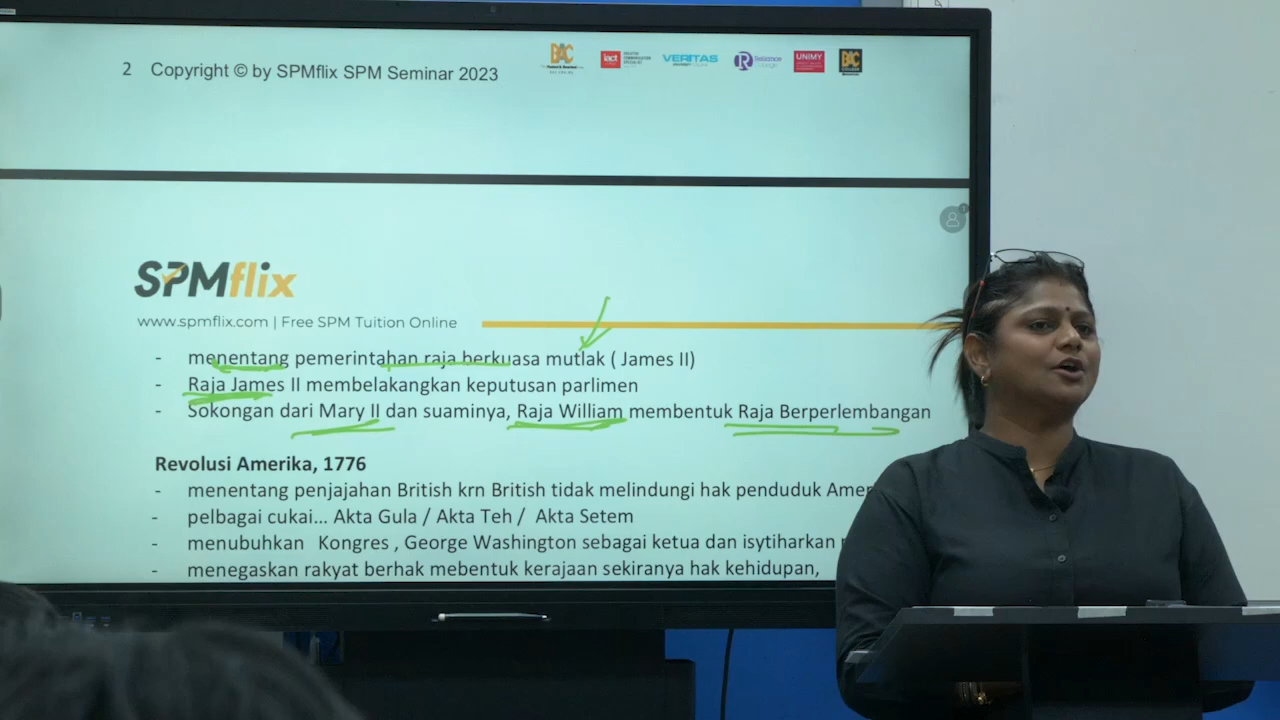 2 Copyright © by SPMflix SPM Seminar 2023
BAC
iact
VERITAS
Reliance
UNIMY
BAC
SPMflix
www.spmflix.com | Free SPM Tuition Online
- menentang pemerintahan raja berkuasa mutlak ( James II)
- Raja James II membelakangkan keputusan parlimen
- Sokongan dari Mary II dan suaminya, Raja William membentuk Raja Berperlembangan
Revolusi Amerika, 1776
- menentang penjajahan British krn British tidak melindungi hak penduduk Amer
- pelbagai cukai... Akta Gula / Akta Teh / Akta Setem
- menubuhkan Kongres , George Washington sebagai ketua dan isytiharkan
- menegaskan rakyat berhak mebentuk kerajaan sekiranya hak kehidupan,